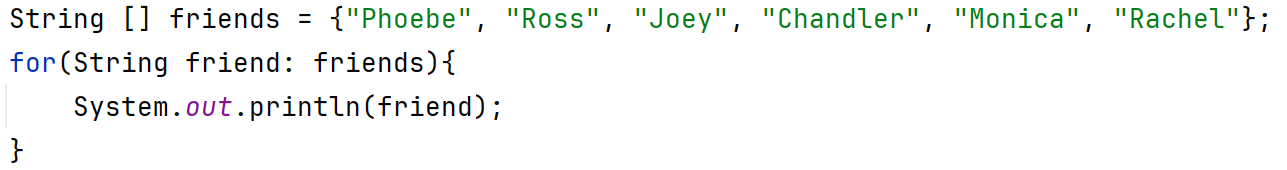 String [] friends = {"Phoebe", "Ross", "Joey", "Chandler", "Monica", "Rachel"};
for(String friend: friends){
    System.out.println(friend);
}